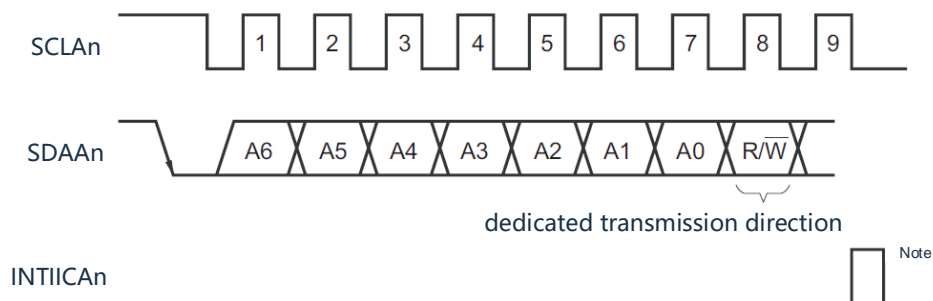 SCLAn 1 2 3 4 5 6 7 8 9
SDAAn A6 A5 A4 A3 A2 A1 A0 R/W̅
dedicated transmission direction
Note
INTIICAn